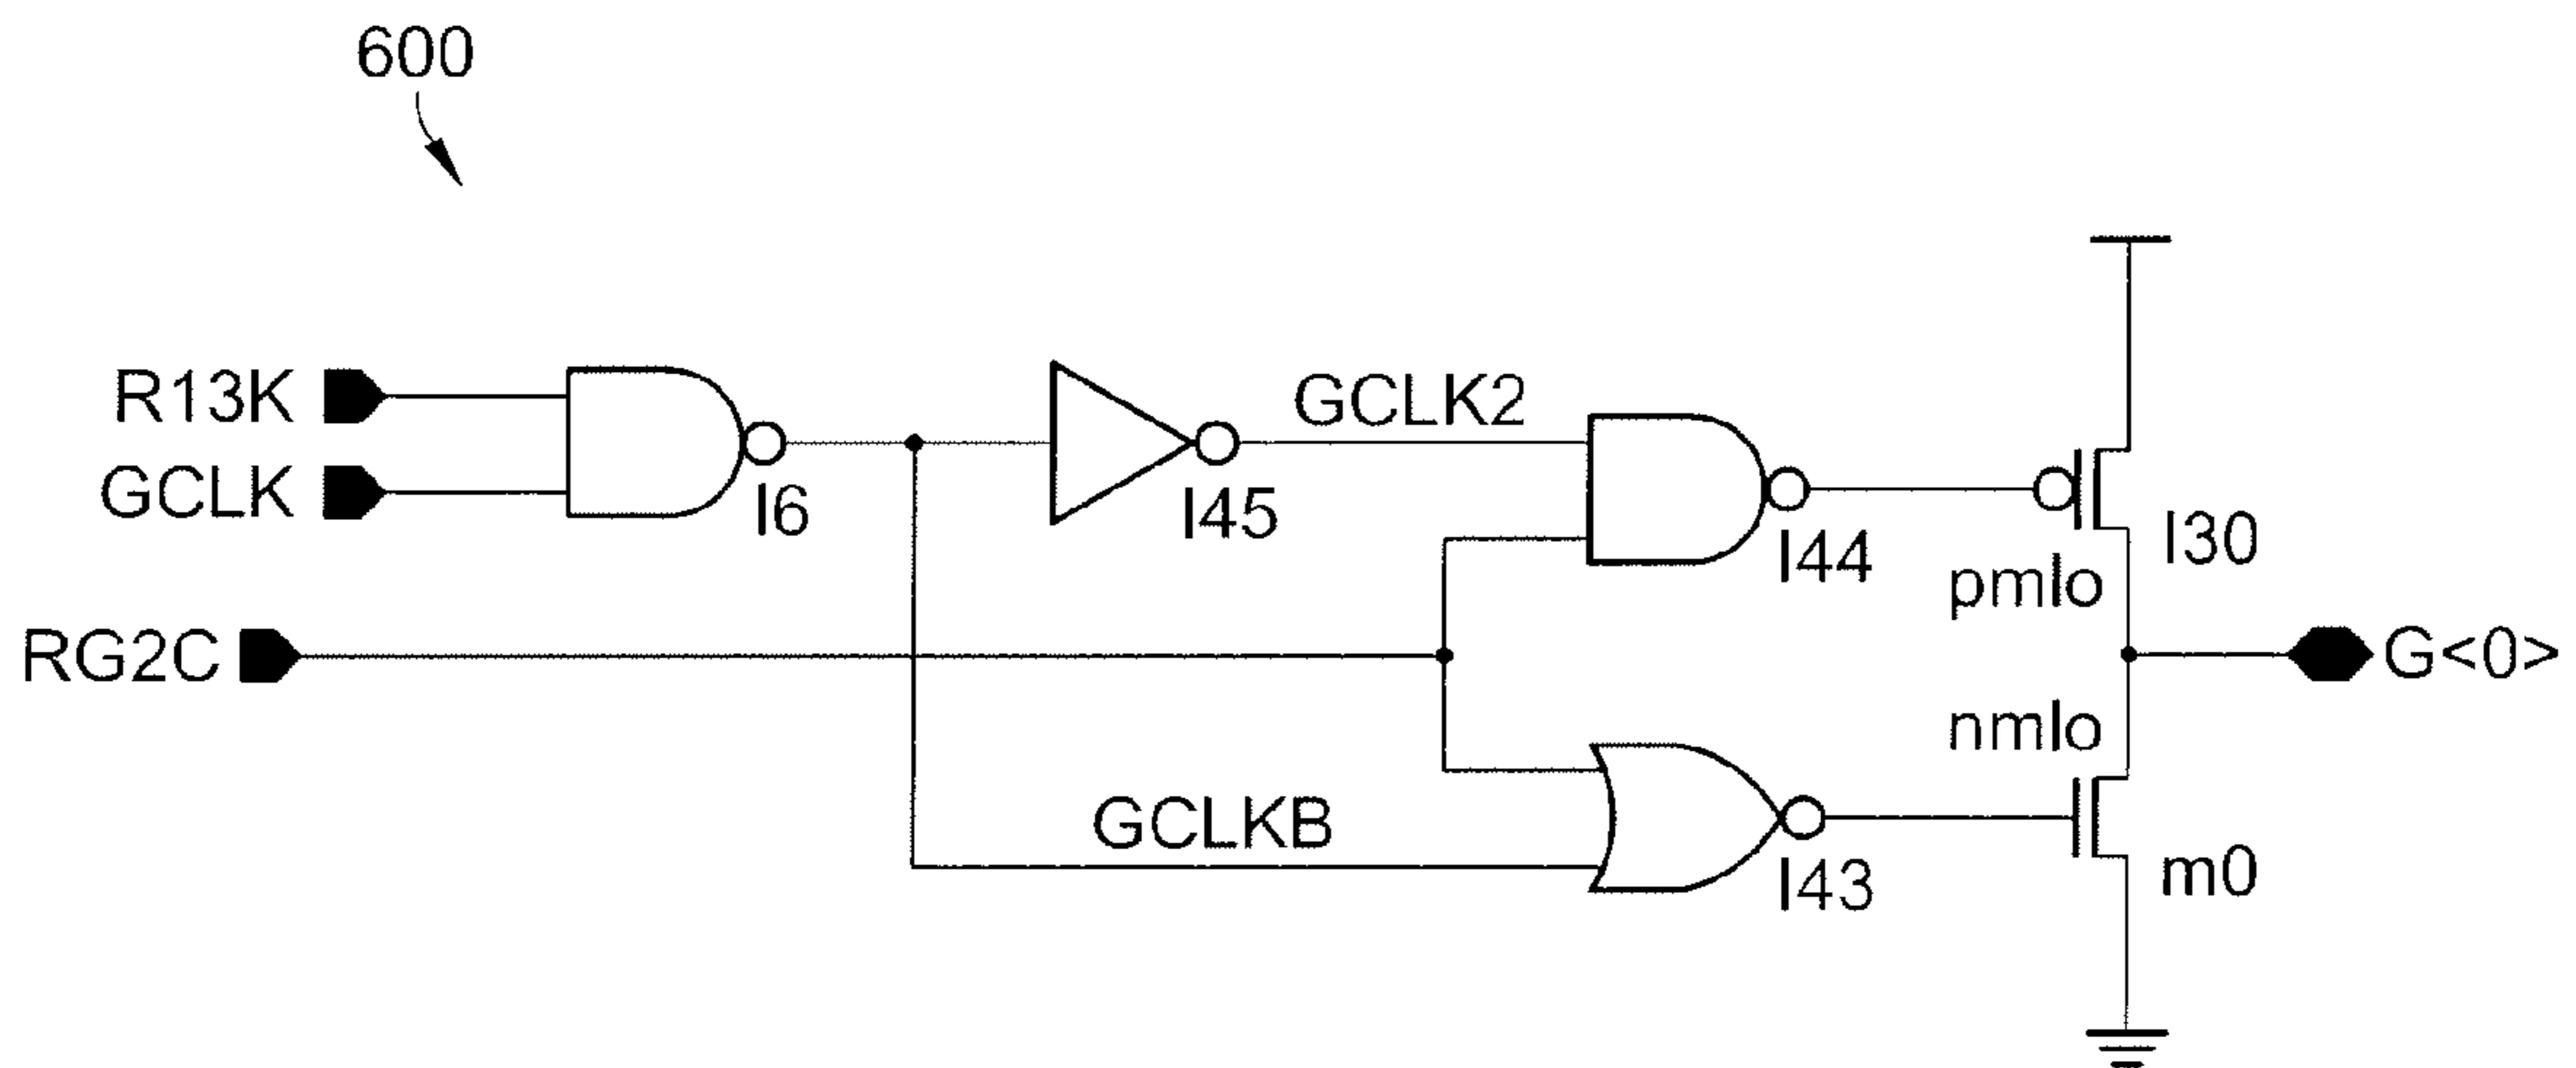 600
R13K
GCLK
I6
I45
GCLK2
I44
I30
pmlo
RG2C
G<0>
nmlo
GCLKB
I43
m0